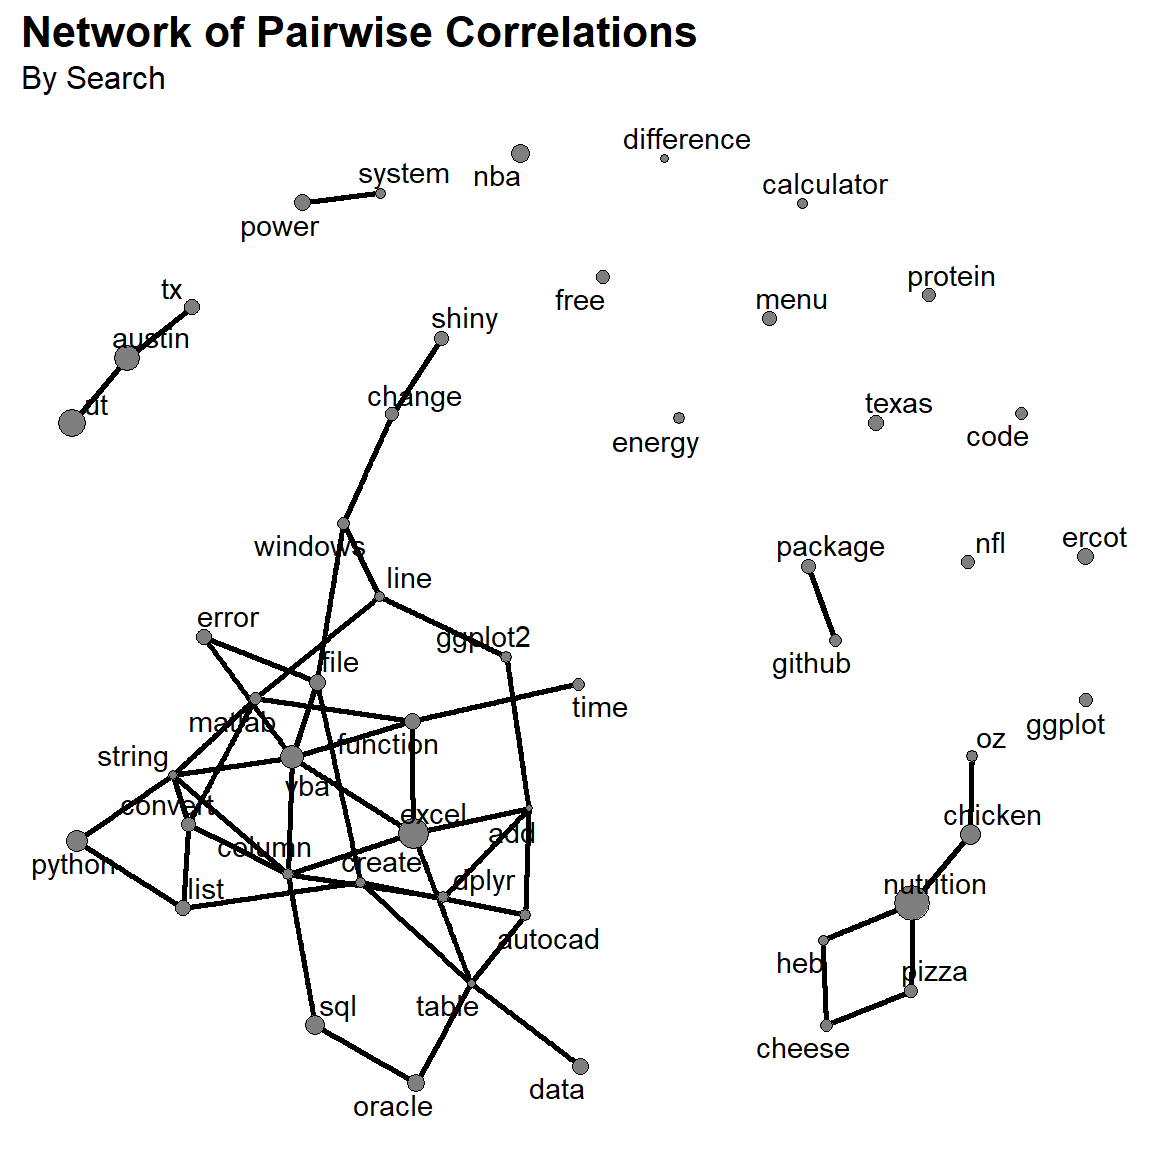 Network of Pairwise Correlations
By Search
difference
system
nba
calculator
power
protein
tx
free
menu
shiny
austin
change
ut
texas
code
energy
windows
package
nfl
ercot
line
error
ggplot2
file
github
time
matlab
function
ggplot
string
oz
vba
convert
excel
chicken
add
column
python
create
list
dplyr
nutrition
autocad
heb
pizza
sql
table
cheese
data
oracle